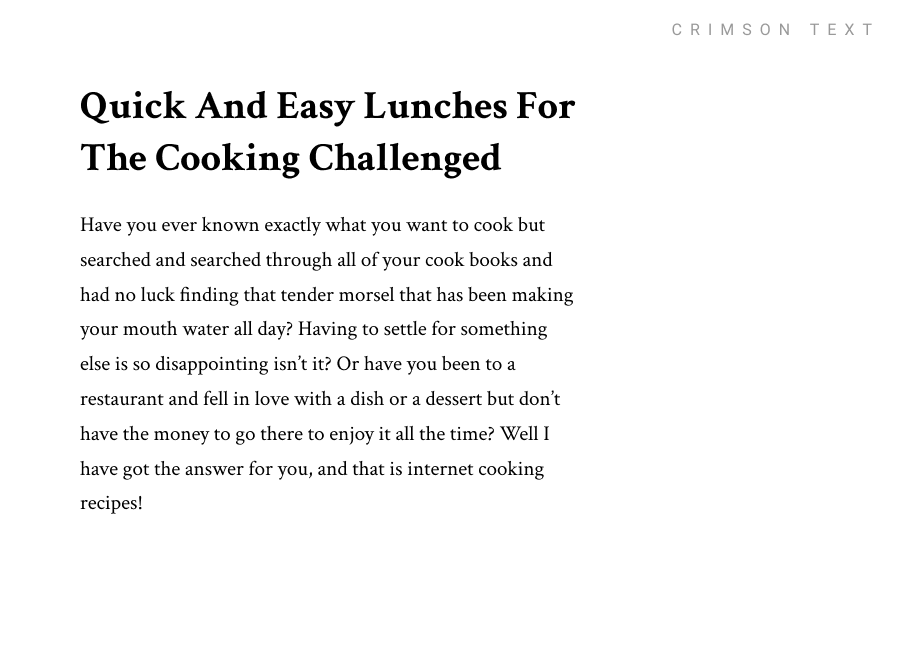 CRIMSON TEXT
Quick And Easy Lunches For
The Cooking Challenged
Have you ever known exactly what you want to cook but
searched and searched through all of your cook books and
had no luck finding that tender morsel that has been making
your mouth water all day? Having to settle for something
else is so disappointing isn’t it? Or have you been to a
restaurant and fell in love with a dish or a dessert but don’t
have the money to go there to enjoy it all the time? Well I
have got the answer for you, and that is internet cooking
recipes!